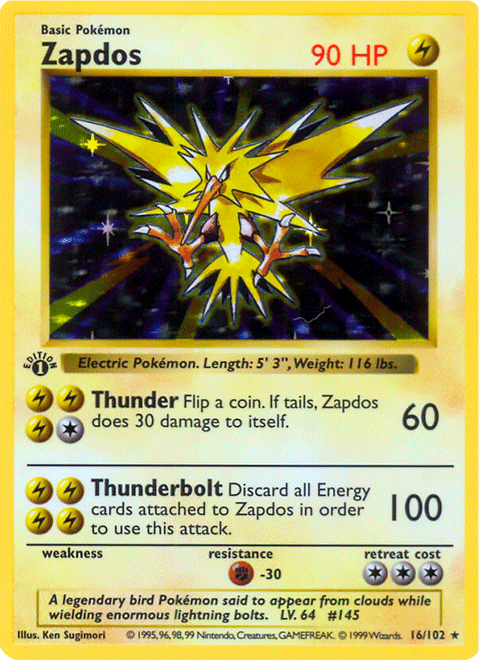 Basic Pokémon
Zapdos 90 HP
EDITION
1
Electric Pokémon. Length: 5' 3", Weight: 116 lbs.
Thunder Flip a coin. If tails, Zapdos
does 30 damage to itself.
60
Thunderbolt Discard all Energy
cards attached to Zapdos in order
to use this attack.
100
weakness resistance retreat cost
-30
A legendary bird Pokémon said to appear from clouds while
wielding enormous lightning bolts. LV. 64 #145
Illus. Ken Sugimori © 1995, 96, 98, 99 Nintendo, Creatures, GAMEFREAK. © 1999 Wizards. 16/102 ★